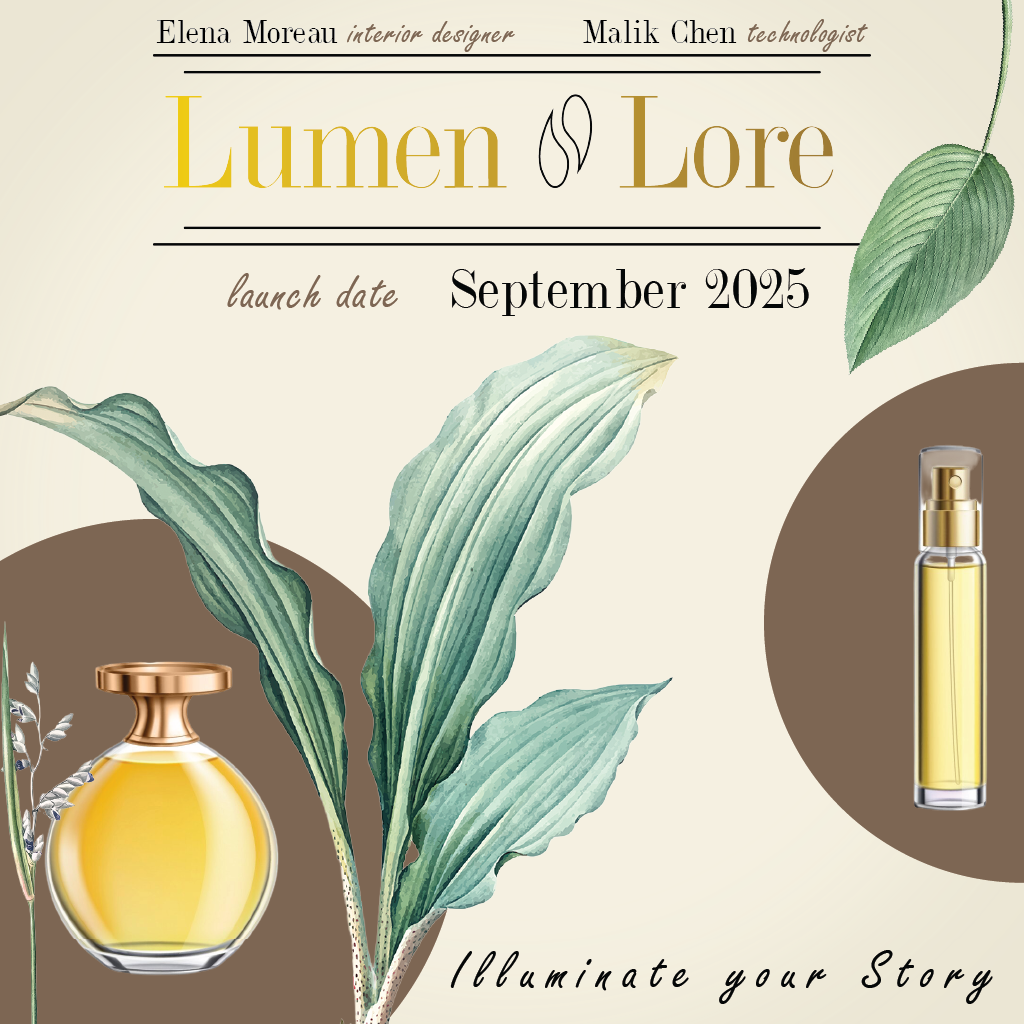 Elena Moreau interior designer Malik Chen technologist
Lumen Lore
launch date September 2025
Illuminate your Story